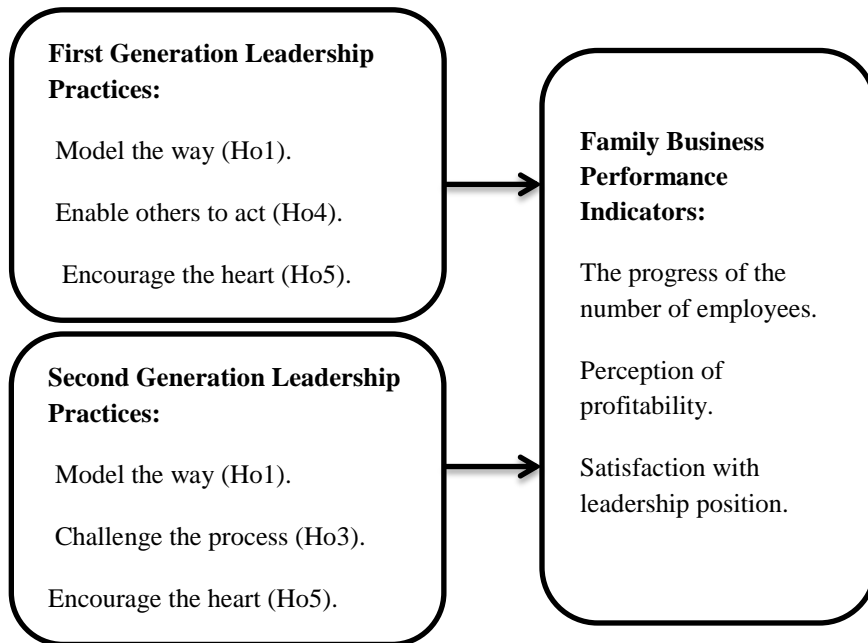 First Generation Leadership
Practices:
Model the way (Ho1).
Enable others to act (Ho4).
Encourage the heart (Ho5).
Second Generation Leadership
Practices:
Model the way (Ho1).
Challenge the process (Ho3).
Encourage the heart (Ho5).
Family Business
Performance
Indicators:
The progress of the
number of employees.
Perception of
profitability.
Satisfaction with
leadership position.